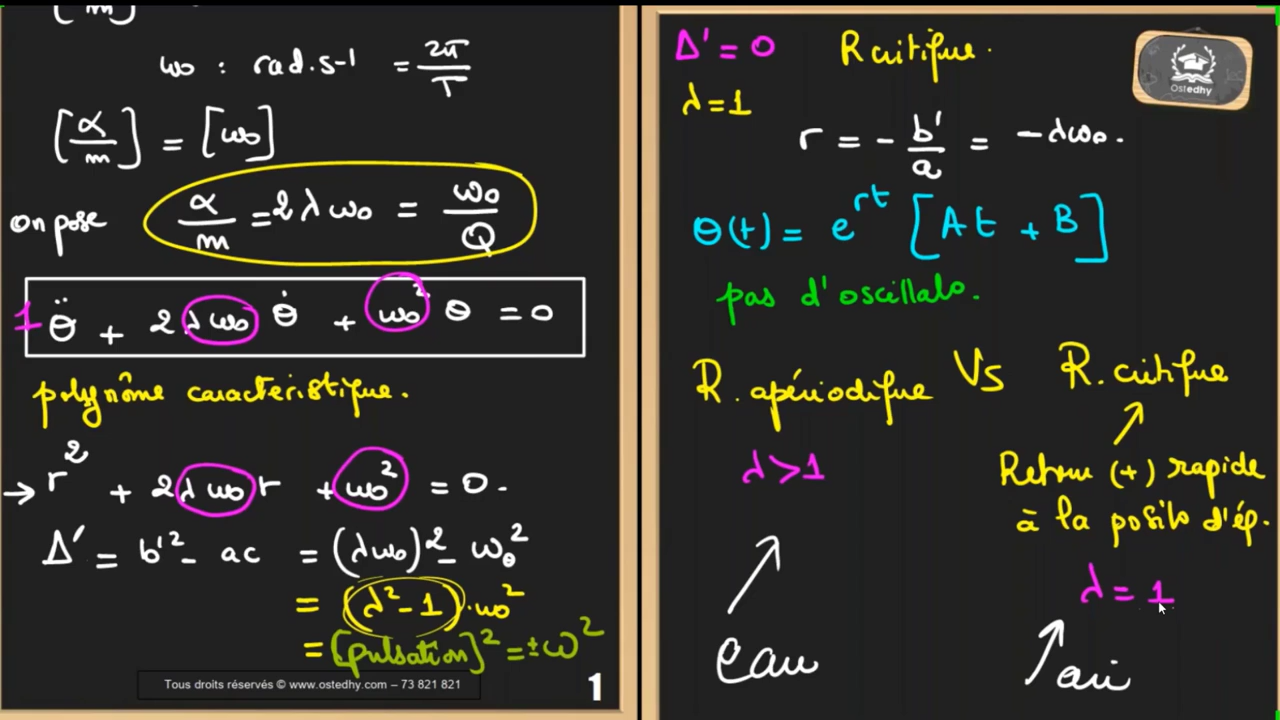 [α/m]
ω₀ : rad.s-1 = 2π/T
[α/m] = [ω₀]
on pose α/m = 2λω₀ = ω₀/Q
1 θ̈ + 2λω₀ θ̇ + ω₀² θ = 0
polynôme caractéristique.
→ r² + 2λω₀r + ω₀² = 0.
Δ' = b'² - ac = (λω₀)² - ω₀²
= (λ² - 1).ω₀²
= [pulsation]² = ±ω²
Tous droits réservés © www.ostedhy.com – 73 821 821
1
Δ' = 0 R critique.
λ = 1
r = - b'/a = -λω₀.
θ(t) = e^rt [At + B]
pas d'oscillat°.
R. apériodique Vs R. critique
λ>1
Retour (+) rapide
à la posit° d'éq.
λ = 1
eau
air
Ostedhy